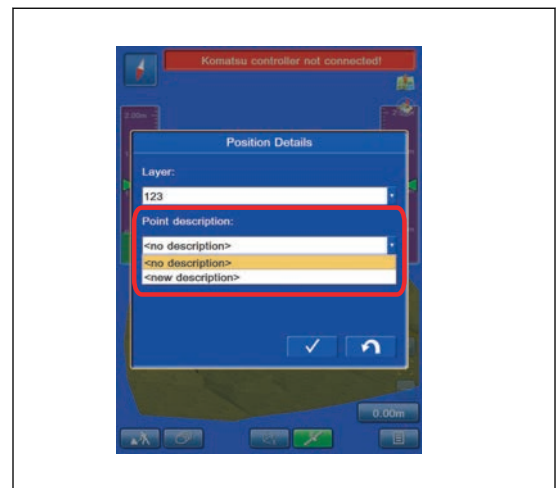 Komatsu controller not connected!
2.00m
Position Details
Layer:
123
Point description:
<no description>
<no description>
<new description>
0.00m